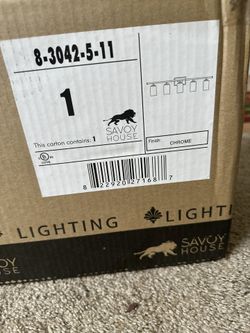 8-3042-5-11
1
SAVOY
HOUSE
This carton contains: 1
Finish: CHROME
8 22920 27168 7
LIGHTING
LIGHTI
SAVOY
HOUSE